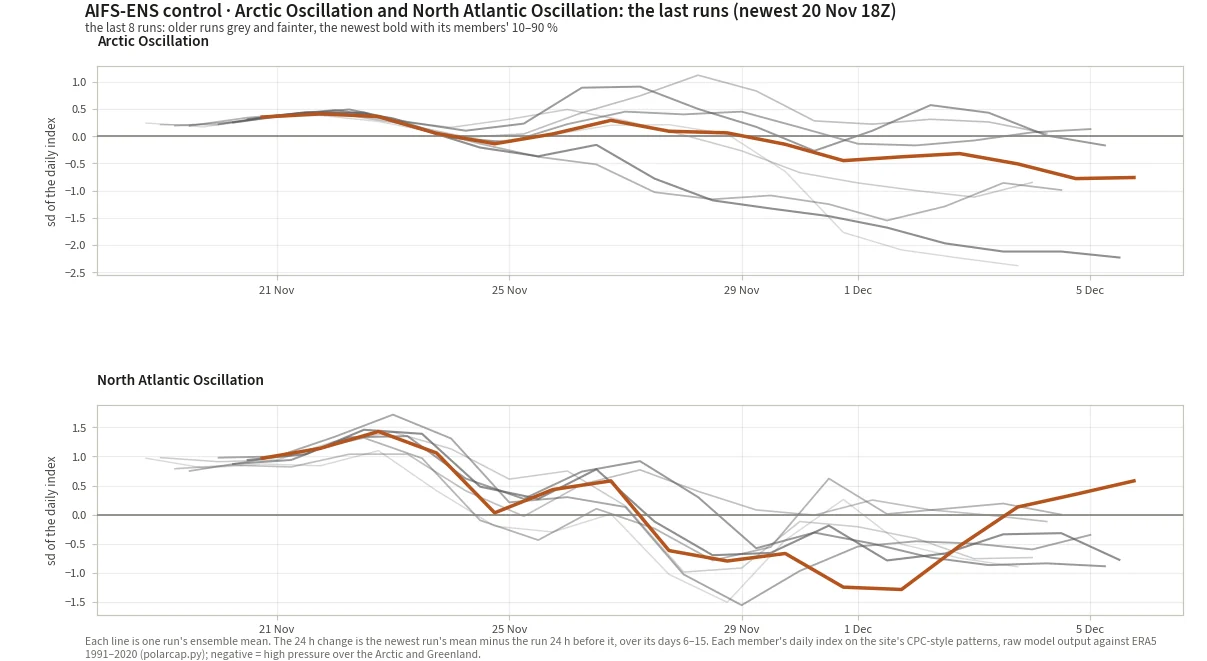 AIFS-ENS control · Arctic Oscillation and North Atlantic Oscillation: the last runs (newest 20 Nov 18Z)
the last 8 runs: older runs grey and fainter, the newest bold with its members' 10–90 %
Arctic Oscillation
1.0
0.5
0.0
−0.5
−1.0
−1.5
−2.0
−2.5
sd of the daily index
21 Nov 25 Nov 29 Nov 1 Dec 5 Dec
North Atlantic Oscillation
1.5
1.0
0.5
0.0
−0.5
−1.0
−1.5
sd of the daily index
21 Nov 25 Nov 29 Nov 1 Dec 5 Dec
Each line is one run's ensemble mean. The 24 h change is the newest run's mean minus the run 24 h before it, over its days 6–15. Each member's daily index on the site's CPC-style patterns, raw model output against ERA5
1991–2020 (polarcap.py); negative = high pressure over the Arctic and Greenland.